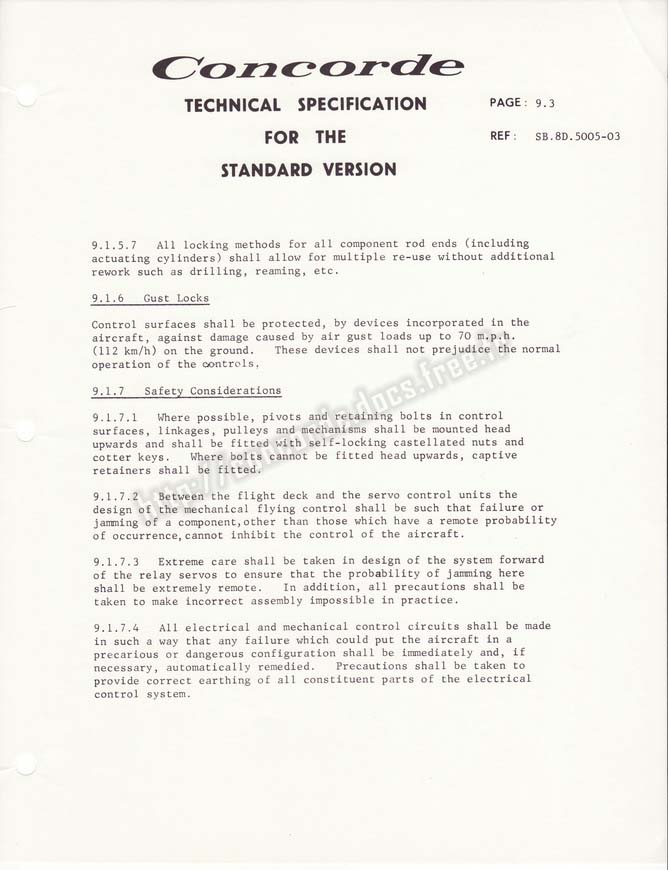 Concorde
TECHNICAL SPECIFICATION
PAGE: 9.3
FOR THE
REF: SB.8D.5005-03
STANDARD VERSION
9.1.5.7 All locking methods for all component rod ends (including
actuating cylinders) shall allow for multiple re-use without additional
rework such as drilling, reaming, etc.
9.1.6 Gust Locks
Control surfaces shall be protected, by devices incorporated in the
aircraft, against damage caused by air gust loads up to 70 m.p.h.
(112 km/h) on the ground. These devices shall not prejudice the normal
operation of the controls.
9.1.7 Safety Considerations
9.1.7.1 Where possible, pivots and retaining bolts in control
surfaces, linkages, pulleys and mechanisms shall be mounted head
upwards and shall be fitted with self-locking castellated nuts and
cotter keys. Where bolts cannot be fitted head upwards, captive
retainers shall be fitted.
9.1.7.2 Between the flight deck and the servo control units the
design of the mechanical flying control shall be such that failure or
jamming of a component, other than those which have a remote probability
of occurrence, cannot inhibit the control of the aircraft.
9.1.7.3 Extreme care shall be taken in design of the system forward
of the relay servos to ensure that the probability of jamming here
shall be extremely remote. In addition, all precautions shall be
taken to make incorrect assembly impossible in practice.
9.1.7.4 All electrical and mechanical control circuits shall be made
in such a way that any failure which could put the aircraft in a
precarious or dangerous configuration shall be immediately and, if
necessary, automatically remedied. Precautions shall be taken to
provide correct earthing of all constituent parts of the electrical
control system.